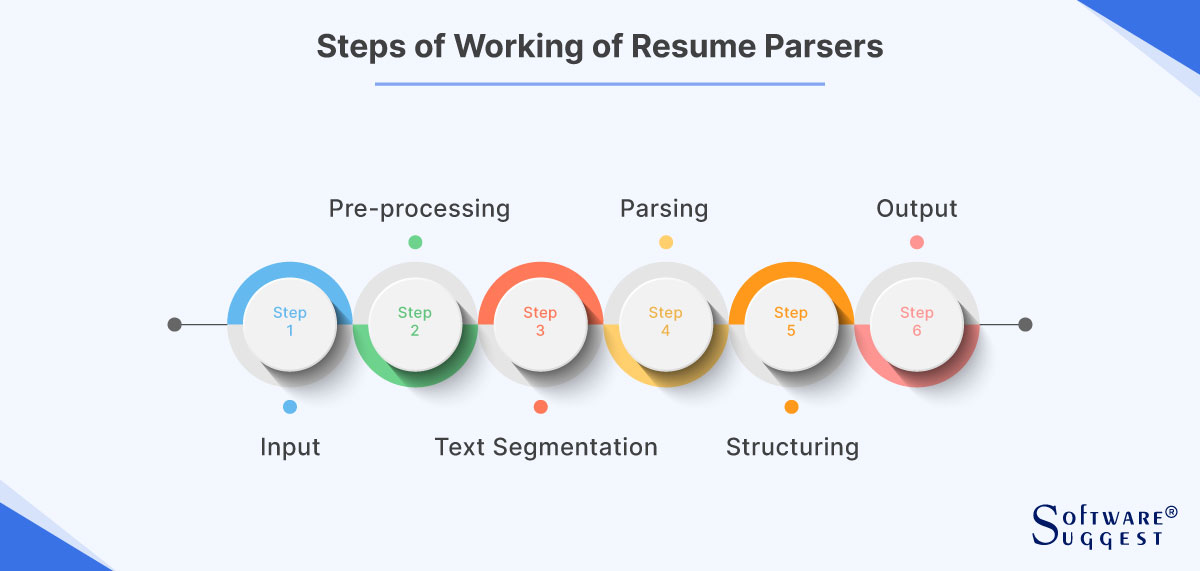 Steps of Working of Resume Parsers
Pre-processing
Parsing
Output
Step
1
Step
2
Step
3
Step
4
Step
5
Step
6
Input
Text Segmentation
Structuring
SOFTWARE®
SUGGEST